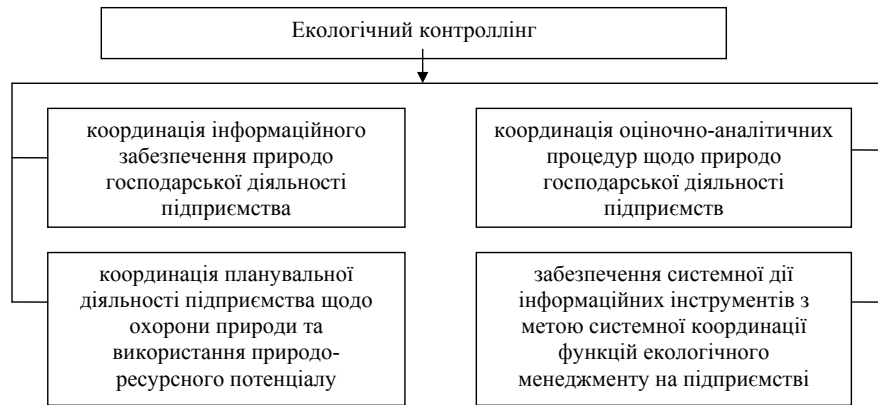 Екологічний контроллінг
координація інформаційного
забезпечення природо
господарської діяльності
підприємства
координація оціночно-аналітичних
процедур щодо природо
господарської діяльності
підприємств
координація планувальної
діяльності підприємства щодо
охорони природи та
використання природо-
ресурсного потенціалу
забезпечення системної дії
інформаційних інструментів з
метою системної координації
функцій екологічного
менеджменту на підприємстві